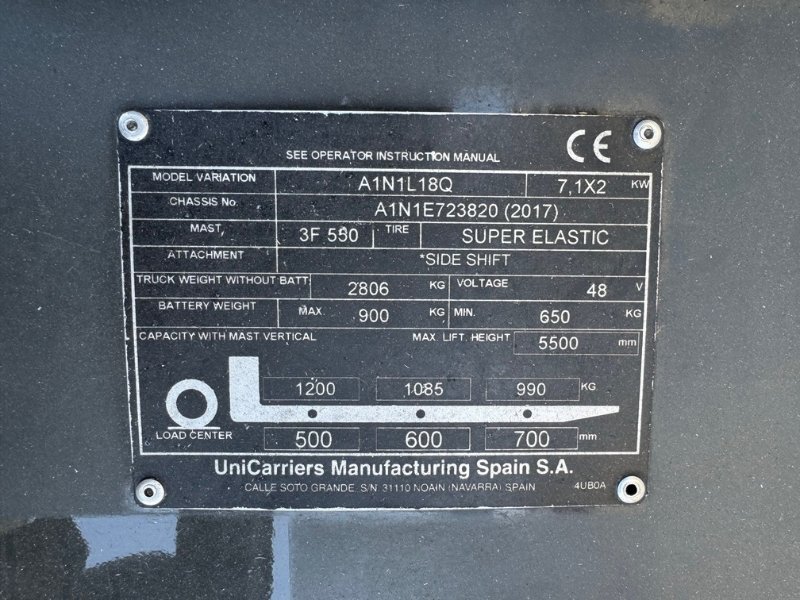 CE
SEE OPERATOR INSTRUCTION MANUAL
MODEL VARIATION A1N1L18Q 7,1X2 KW
CHASSIS No. A1N1E723820 (2017)
MAST, 3F 550 TIRE SUPER ELASTIC
ATTACHMENT *SIDE SHIFT
TRUCK WEIGHT WITHOUT BATT 2806 KG VOLTAGE 48 V
BATTERY WEIGHT MAX. 900 KG MIN. 650 KG
CAPACITY WITH MAST VERTICAL MAX. LIFT. HEIGHT 5500 mm
1200 1085 990 KG
LOAD CENTER 500 600 700 mm
UniCarriers Manufacturing Spain S.A.
CALLE SOTO GRANDE, S/N 31110 NOAIN (NAVARRA) SPAIN 4UB0A